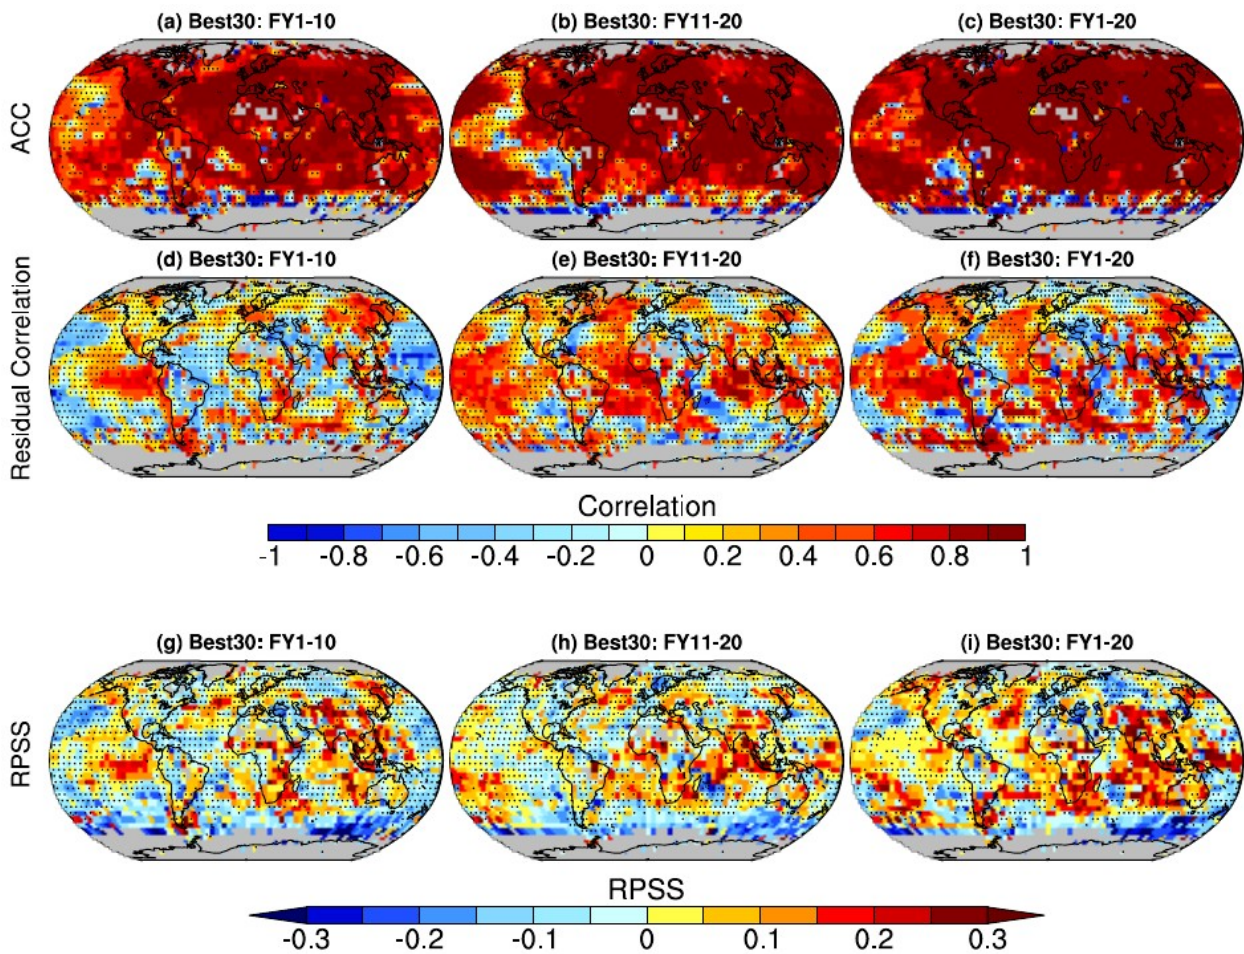 (a) Best30: FY1-10 (b) Best30: FY11-20 (c) Best30: FY1-20
ACC
(d) Best30: FY1-10 (e) Best30: FY11-20 (f) Best30: FY1-20
Residual Correlation
Correlation
-1 -0.8 -0.6 -0.4 -0.2 0 0.2 0.4 0.6 0.8 1
(g) Best30: FY1-10 (h) Best30: FY11-20 (i) Best30: FY1-20
RPSS
RPSS
-0.3 -0.2 -0.1 0 0.1 0.2 0.3